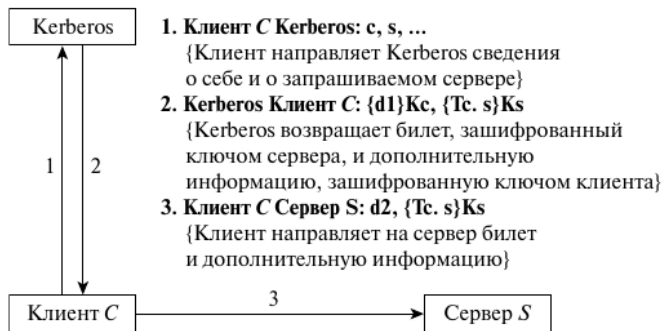 Kerberos
1. Клиент C Kerberos: c, s, ...
{Клиент направляет Kerberos сведения
о себе и о запрашиваемом сервере}
2. Kerberos Клиент C: {d1}Kc, {Tc. s}Ks
{Kerberos возвращает билет, зашифрованный
ключом сервера, и дополнительную
информацию, зашифрованную ключом клиента}
3. Клиент C Сервер S: d2, {Tc. s}Ks
{Клиент направляет на сервер билет
и дополнительную информацию}
1
2
3
Клиент C
Сервер S